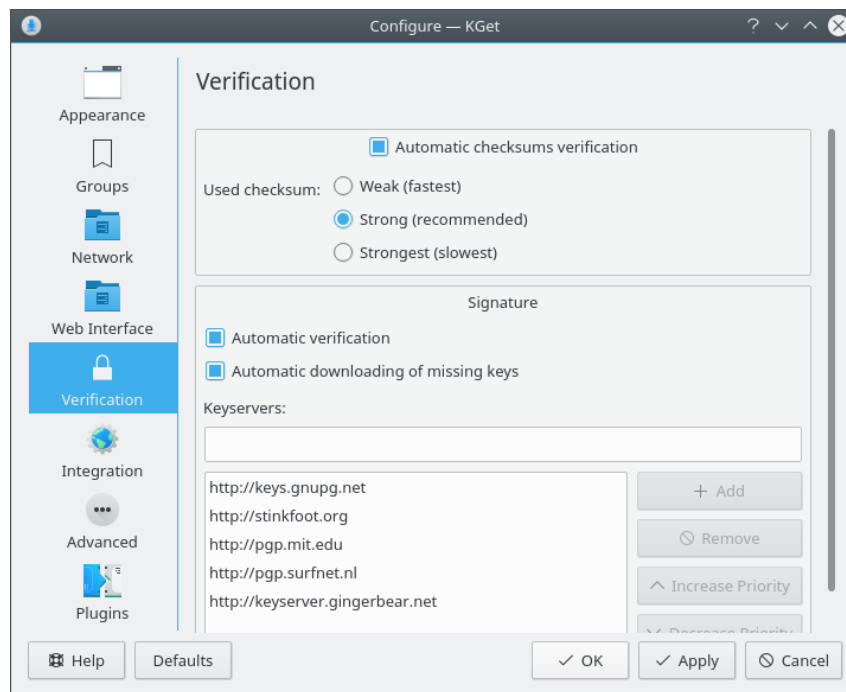 Configure — KGet
Appearance
Groups
Network
Web Interface
Verification
Integration
Advanced
Plugins
Verification
Automatic checksums verification
Used checksum:
Weak (fastest)
Strong (recommended)
Strongest (slowest)
Signature
Automatic verification
Automatic downloading of missing keys
Keyservers:
http://keys.gnupg.net
http://stinkfoot.org
http://pgp.mit.edu
http://pgp.surfnet.nl
http://keyserver.gingerbear.net
Add
Remove
Increase Priority
Decrease Priority
Help
Defaults
OK
Apply
Cancel